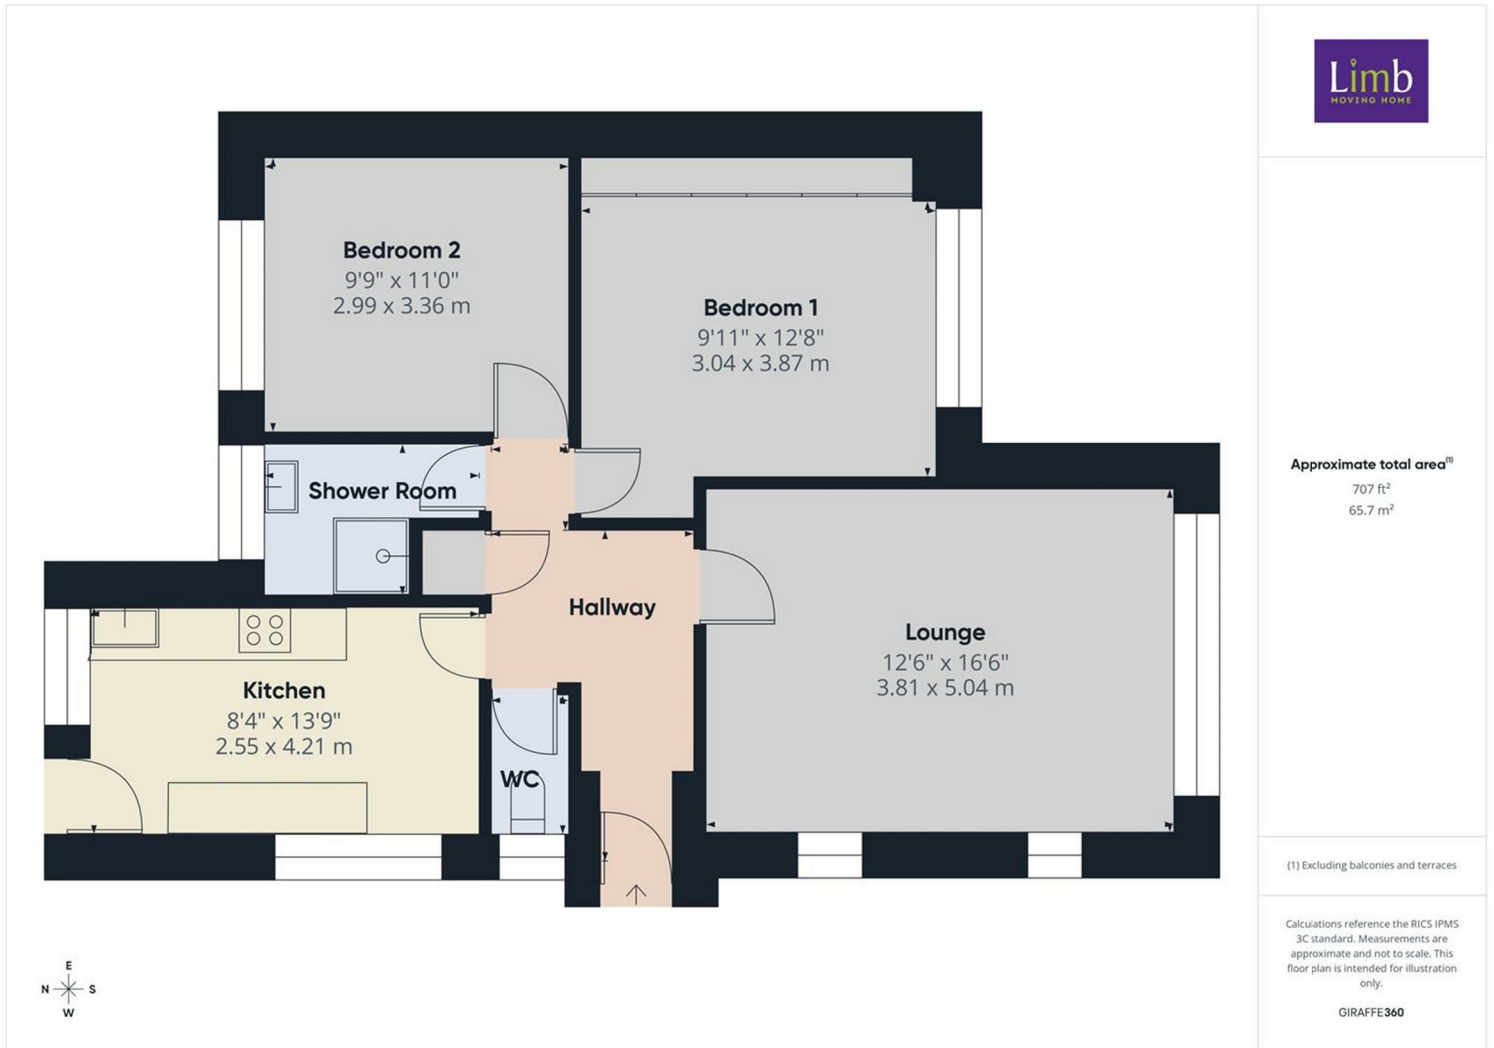 Limb
MOVING HOME
Bedroom 2
9'9" x 11'0"
2.99 x 3.36 m
Bedroom 1
9'11" x 12'8"
3.04 x 3.87 m
Shower Room
Hallway
Lounge
12'6" x 16'6"
3.81 x 5.04 m
Kitchen
8'4" x 13'9"
2.55 x 4.21 m
WC
E
N S
W
Approximate total area(1)
707 ft²
65.7 m²
(1) Excluding balconies and terraces
Calculations reference the RICS IPMS
3C standard. Measurements are
approximate and not to scale. This
floor plan is intended for illustration
only.
GIRAFFE360